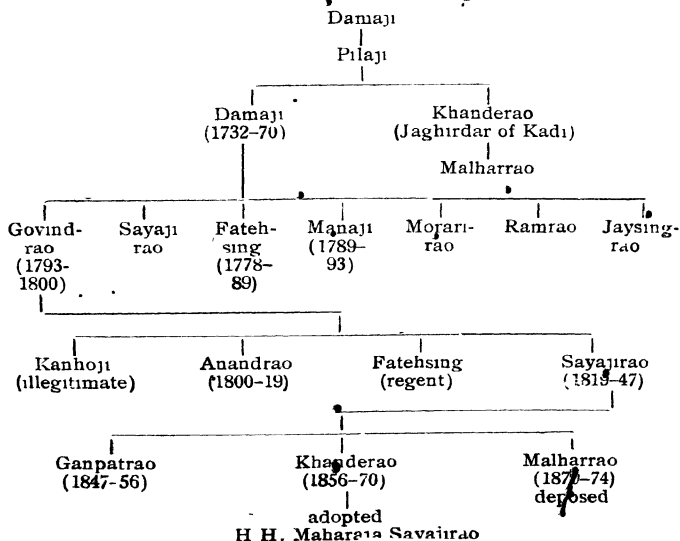 Damaji
Pilaji
Damaji
(1732-70)
Khanderao
(Jaghirdar of Kadi)
Malharrao
Govind-
rao
(1793-
1800)
Sayaji
rao
Fateh-
sing
(1778-
89)
Manaji
(1789-
93)
Morari-
rao
Ramrao
Jaysing-
rao
Kanhoji
(illegitimate)
Anandrao
(1800-19)
Fatehsing
(regent)
Sayajirao
(1819-47)
Ganpatrao
(1847-56)
Khanderao
(1856-70)
Malharrao
(1870-74)
deposed
adopted
H H. Maharaja Sayajirao